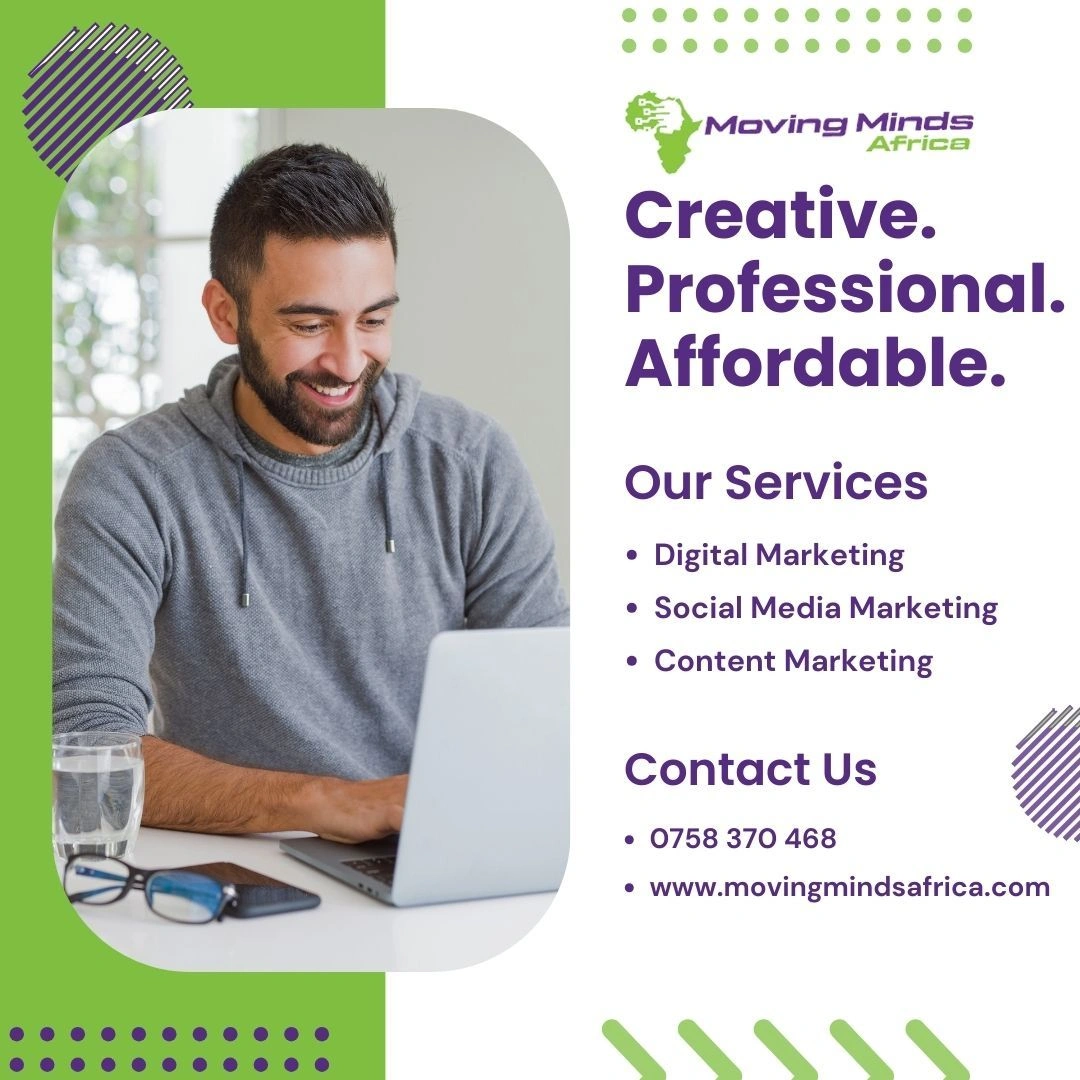 Moving Minds
Africa
Creative.
Professional.
Affordable.
Our Services
• Digital Marketing
• Social Media Marketing
• Content Marketing
Contact Us
• 0758 370 468
• www.movingmindsafrica.com